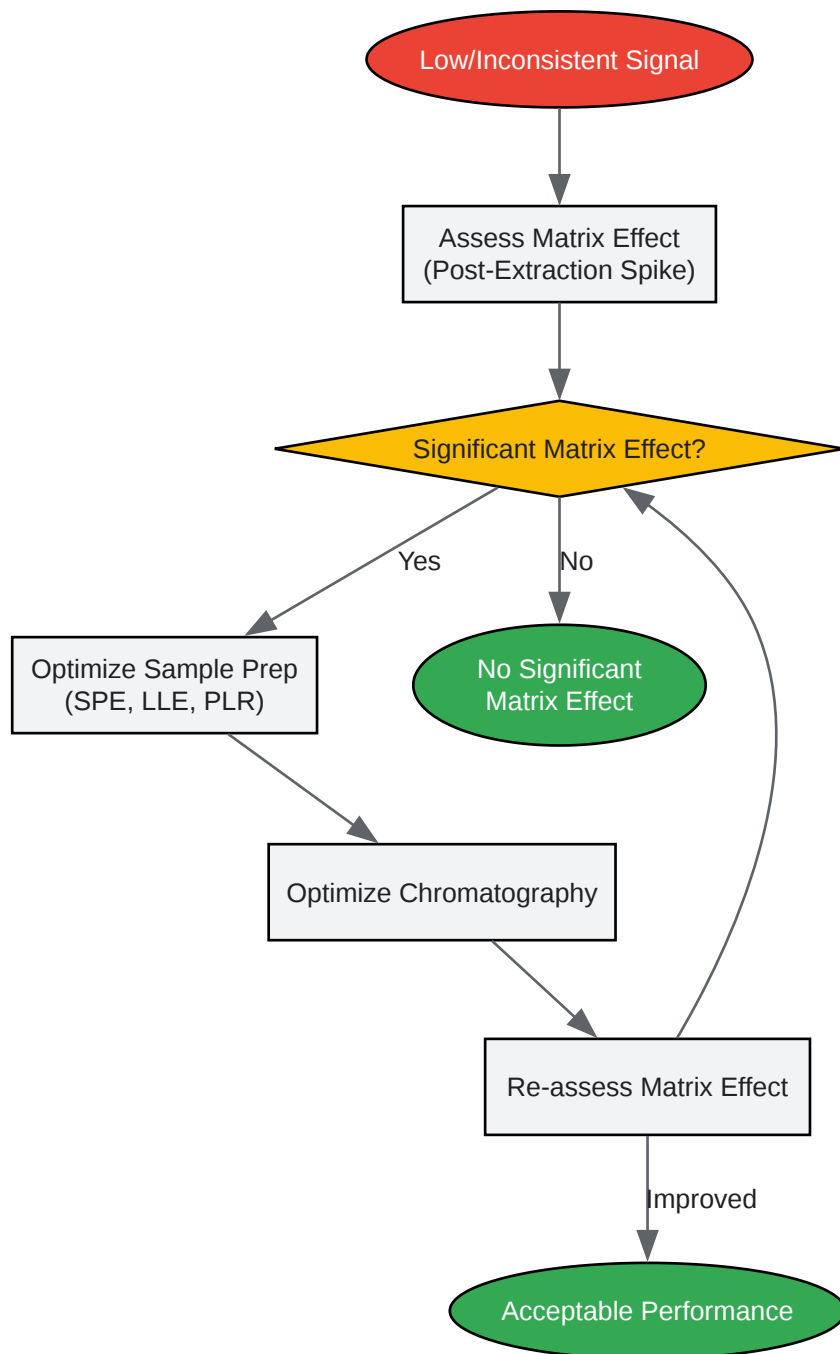 Low/Inconsistent Signal
Assess Matrix Effect
(Post-Extraction Spike)
Significant Matrix Effect?
Yes
No
Optimize Sample Prep
(SPE, LLE, PLR)
No Significant
Matrix Effect
Optimize Chromatography
Re-assess Matrix Effect
Improved
Acceptable Performance